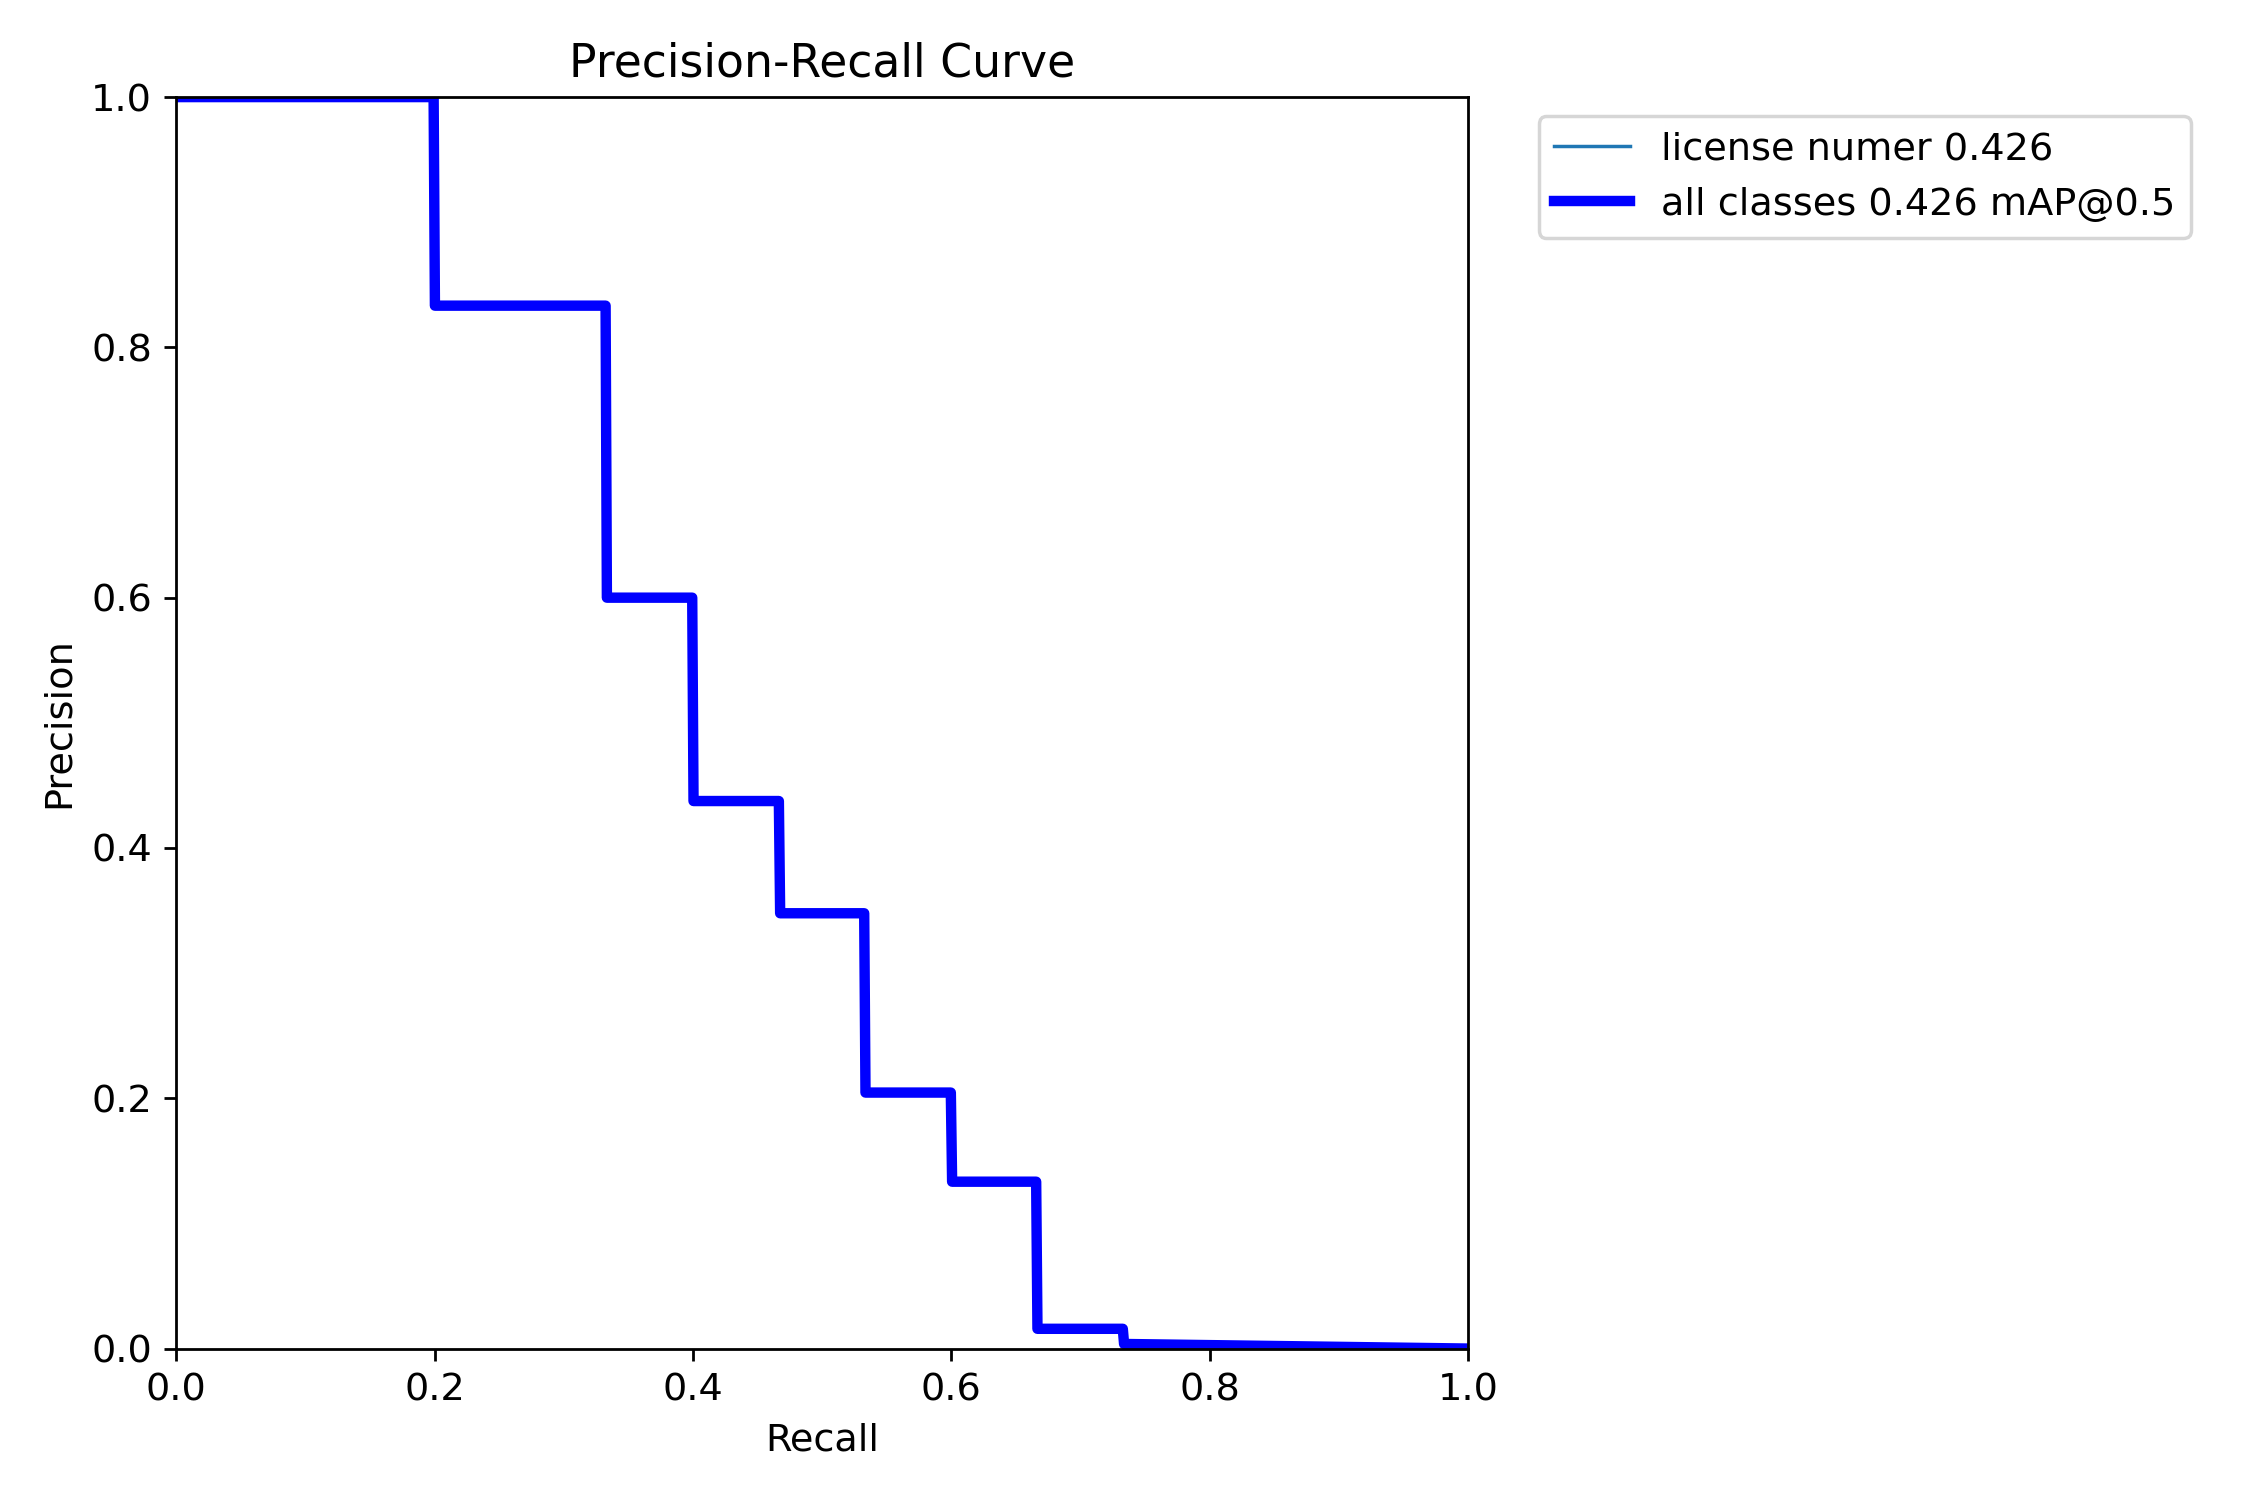 Precision-Recall Curve
1.0
0.8
0.6
0.4
0.2
0.0
Precision
0.0 0.2 0.4 0.6 0.8 1.0
Recall
license numer 0.426
all classes 0.426 mAP@0.5